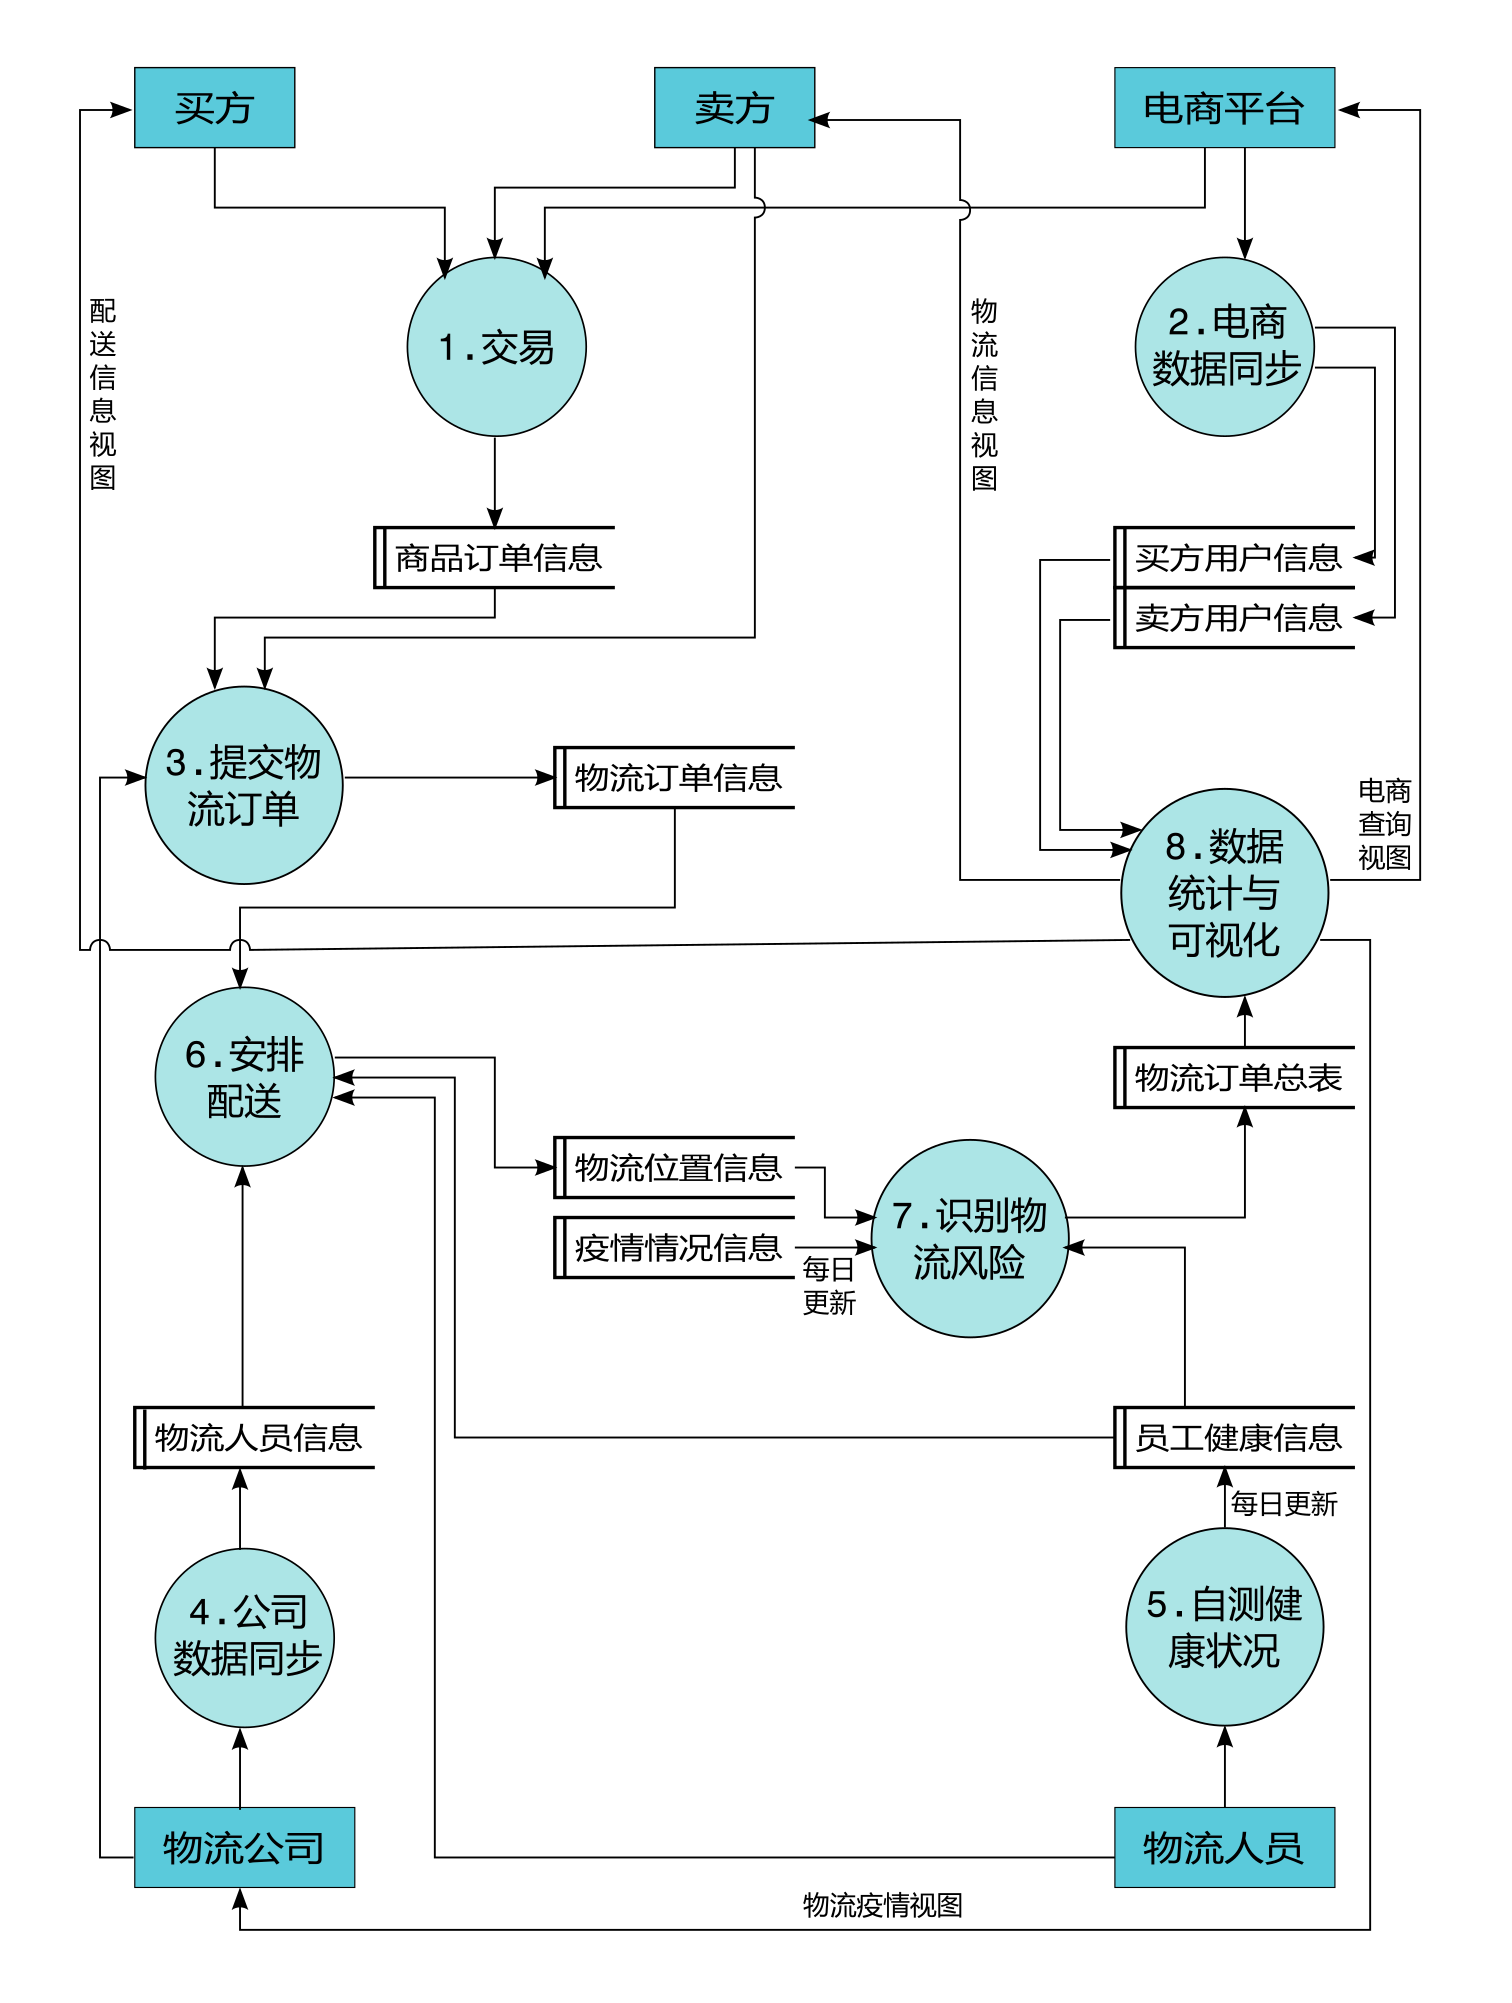 买方
卖方
电商平台
配
送
信
息
视
图
物
流
信
息
视
图
1.交易
2.电商
数据同步
商品订单信息
买方用户信息
卖方用户信息
3.提交物
流订单
物流订单信息
电商
查询
视图
8.数据
统计与
可视化
6.安排
配送
物流订单总表
物流位置信息
疫情情况信息
每日
更新
7.识别物
流风险
物流人员信息
员工健康信息
每日更新
4.公司
数据同步
5.自测健
康状况
物流公司
物流人员
物流疫情视图